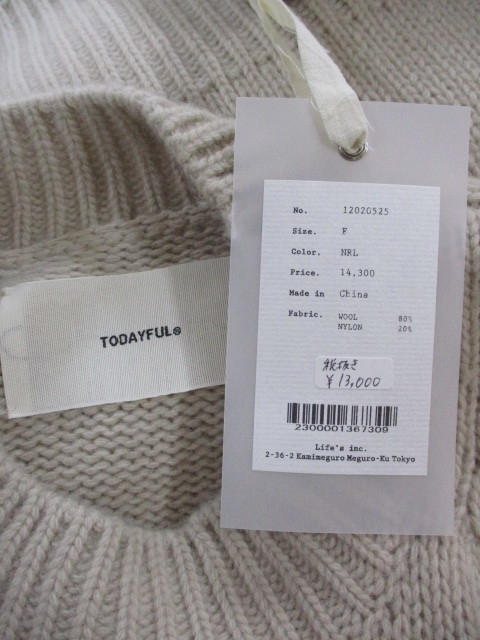 TODAYFUL®
No. 12020525
Size. F
Color. NRL
Price. 14,300
Made in China
Fabric. WOOL 80%
NYLON 20%
税抜き
¥13,000
2300001367309
Life's inc.
2-36-2 Kamimeguro Meguro-Ku Tokyo